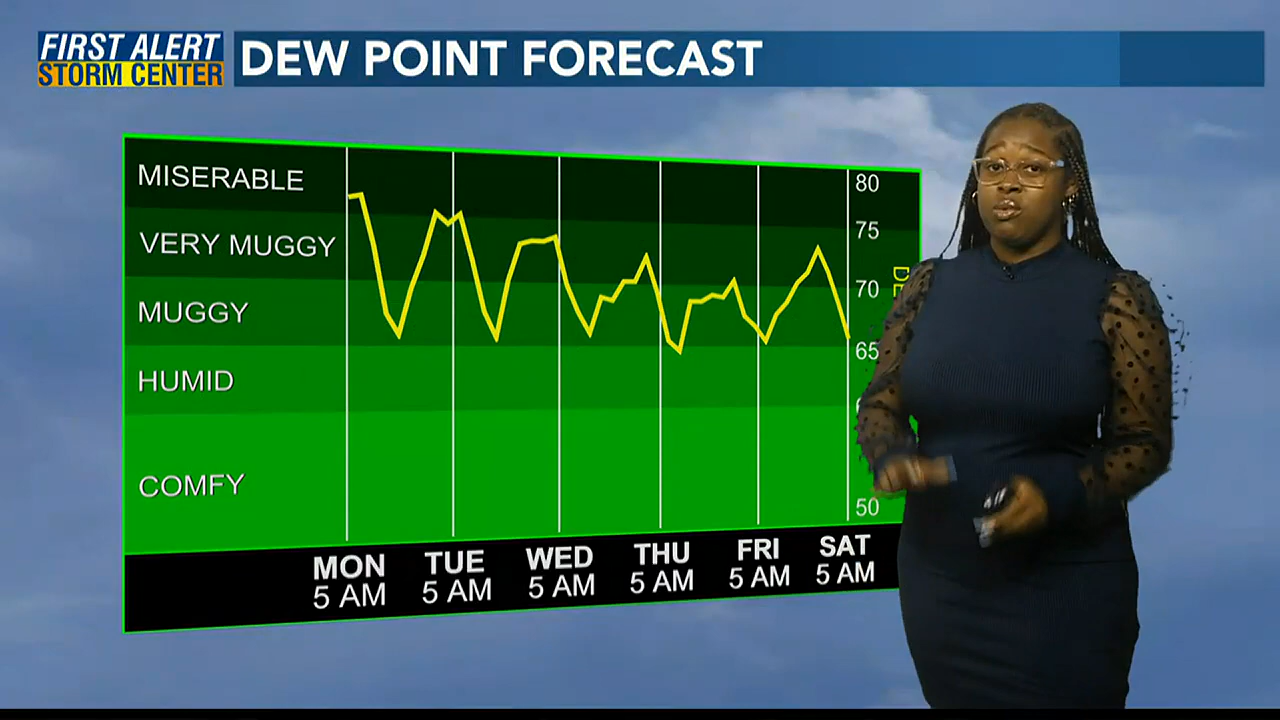 FIRST ALERT
STORM CENTER
DEW POINT FORECAST
MISERABLE
VERY MUGGY
MUGGY
HUMID
COMFY
80
75
70
65
50
MON TUE WED THU FRI SAT
5 AM 5 AM 5 AM 5 AM 5 AM 5 AM